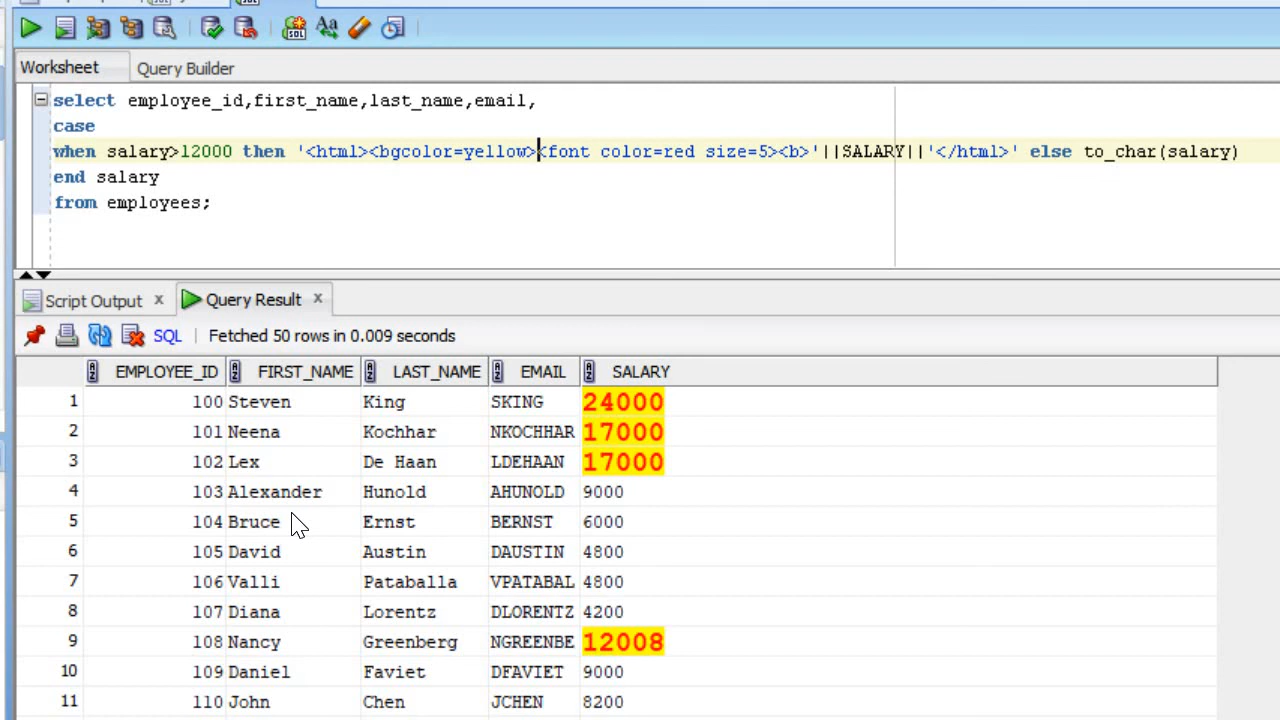 Worksheet Query Builder
select employee_id,first_name,last_name,email,
case
when salary>12000 then '<html><bgcolor=yellow><font color=red size=5><b>'||SALARY||'</html>' else to_char(salary)
end salary
from employees;
Script Output x Query Result x
SQL | Fetched 50 rows in 0.009 seconds
EMPLOYEE_ID FIRST_NAME LAST_NAME EMAIL SALARY
1 100 Steven King SKING 24000
2 101 Neena Kochhar NKOCHHAR 17000
3 102 Lex De Haan LDEHAAN 17000
4 103 Alexander Hunold AHUNOLD 9000
5 104 Bruce Ernst BERNST 6000
6 105 David Austin DAUSTIN 4800
7 106 Valli Pataballa VPATABAL 4800
8 107 Diana Lorentz DLORENTZ 4200
9 108 Nancy Greenberg NGREENBE 12008
10 109 Daniel Faviet DFAVIET 9000
11 110 John Chen JCHEN 8200